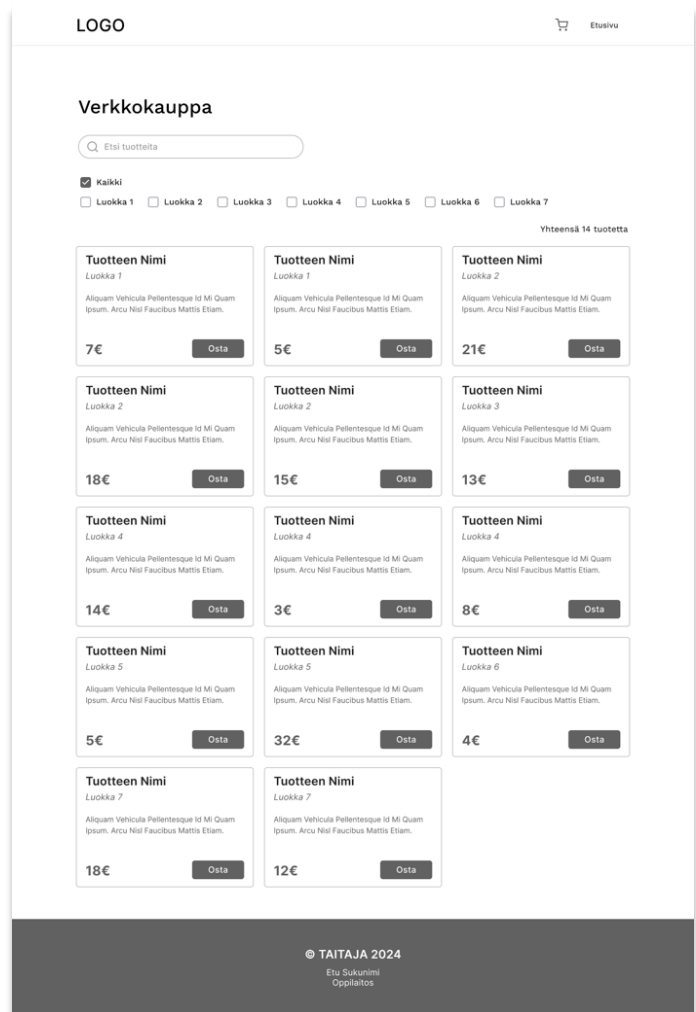 LOGO
Etusivu
Verkkokauppa
Etsi tuotteita
Kaikki
Luokka 1 Luokka 2 Luokka 3 Luokka 4 Luokka 5 Luokka 6 Luokka 7
Yhteensä 14 tuotetta
Tuotteen Nimi
Luokka 1
Aliquam Vehicula Pellentesque Id Mi Quam
Ipsum. Arcu Nisl Faucibus Mattis Etiam.
7€ Osta
Tuotteen Nimi
Luokka 1
Aliquam Vehicula Pellentesque Id Mi Quam
Ipsum. Arcu Nisl Faucibus Mattis Etiam.
5€ Osta
Tuotteen Nimi
Luokka 2
Aliquam Vehicula Pellentesque Id Mi Quam
Ipsum. Arcu Nisl Faucibus Mattis Etiam.
21€ Osta
Tuotteen Nimi
Luokka 2
Aliquam Vehicula Pellentesque Id Mi Quam
Ipsum. Arcu Nisl Faucibus Mattis Etiam.
18€ Osta
Tuotteen Nimi
Luokka 2
Aliquam Vehicula Pellentesque Id Mi Quam
Ipsum. Arcu Nisl Faucibus Mattis Etiam.
15€ Osta
Tuotteen Nimi
Luokka 3
Aliquam Vehicula Pellentesque Id Mi Quam
Ipsum. Arcu Nisl Faucibus Mattis Etiam.
13€ Osta
Tuotteen Nimi
Luokka 4
Aliquam Vehicula Pellentesque Id Mi Quam
Ipsum. Arcu Nisl Faucibus Mattis Etiam.
14€ Osta
Tuotteen Nimi
Luokka 4
Aliquam Vehicula Pellentesque Id Mi Quam
Ipsum. Arcu Nisl Faucibus Mattis Etiam.
3€ Osta
Tuotteen Nimi
Luokka 4
Aliquam Vehicula Pellentesque Id Mi Quam
Ipsum. Arcu Nisl Faucibus Mattis Etiam.
8€ Osta
Tuotteen Nimi
Luokka 5
Aliquam Vehicula Pellentesque Id Mi Quam
Ipsum. Arcu Nisl Faucibus Mattis Etiam.
5€ Osta
Tuotteen Nimi
Luokka 5
Aliquam Vehicula Pellentesque Id Mi Quam
Ipsum. Arcu Nisl Faucibus Mattis Etiam.
32€ Osta
Tuotteen Nimi
Luokka 6
Aliquam Vehicula Pellentesque Id Mi Quam
Ipsum. Arcu Nisl Faucibus Mattis Etiam.
4€ Osta
Tuotteen Nimi
Luokka 7
Aliquam Vehicula Pellentesque Id Mi Quam
Ipsum. Arcu Nisl Faucibus Mattis Etiam.
18€ Osta
Tuotteen Nimi
Luokka 7
Aliquam Vehicula Pellentesque Id Mi Quam
Ipsum. Arcu Nisl Faucibus Mattis Etiam.
12€ Osta
© TAITAJA 2024
Etu Sukunimi
Oppilaitos